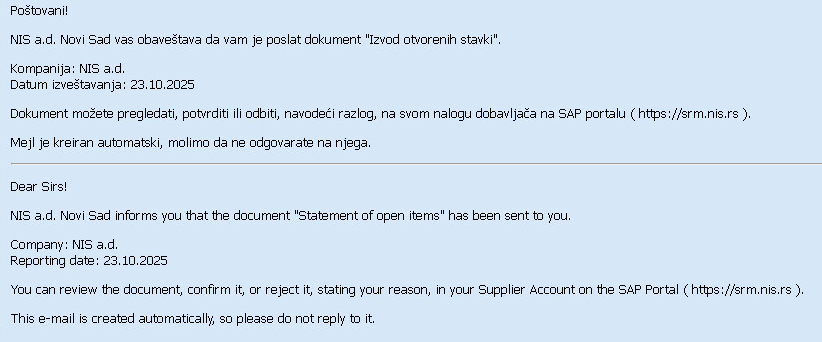 Poštovani!
NIS a.d. Novi Sad vas obaveštava da vam je poslat dokument "Izvod otvorenih stavki".
Kompanija: NIS a.d.
Datum izveštavanja: 23.10.2025
Dokument možete pregledati, potvrditi ili odbiti, navodeći razlog, na svom nalogu dobavljača na SAP portalu ( https://srm.nis.rs ).
Mejl je kreiran automatski, molimo da ne odgovarate na njega.
Dear Sirs!
NIS a.d. Novi Sad informs you that the document "Statement of open items" has been sent to you.
Company: NIS a.d.
Reporting date: 23.10.2025
You can review the document, confirm it, or reject it, stating your reason, in your Supplier Account on the SAP Portal ( https://srm.nis.rs ).
This e-mail is created automatically, so please do not reply to it.